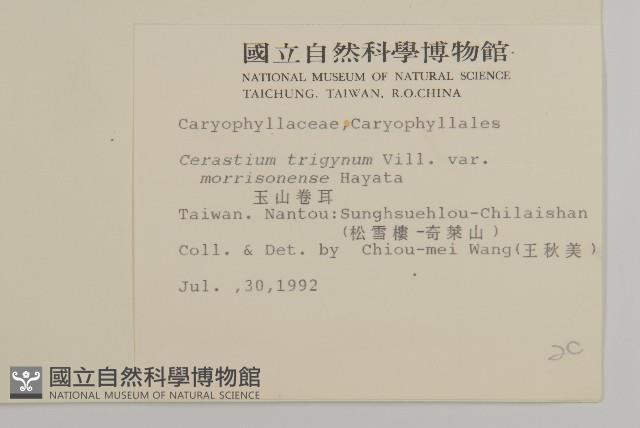 國立自然科學博物館
NATIONAL MUSEUM OF NATURAL SCIENCE
TAICHUNG, TAIWAN, R.O.CHINA
Caryophyllaceae,Caryophyllales
Cerastium trigynum Vill. var.
morrisonense Hayata
玉山卷耳
Taiwan. Nantou:Sunghsuehlou-Chilaishan
(松雪樓-奇萊山)
Coll. & Det. by Chiou-mei Wang(王秋美)
Jul. ,30,1992
2C
國立自然科學博物館
NATIONAL MUSEUM OF NATURAL SCIENCE